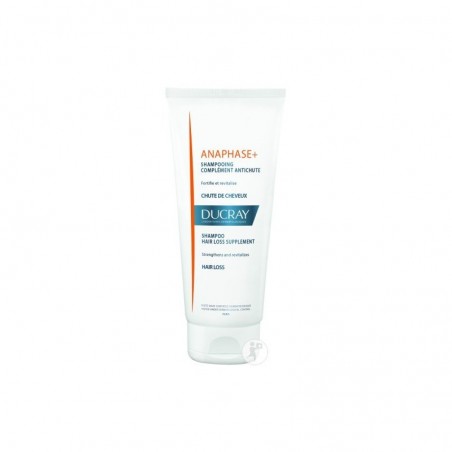 ANAPHASE+
SHAMPOOING
COMPLÉMENT ANTICHUTE
Fortifie et revitalise
CHUTE DE CHEVEUX
DUCRAY
SHAMPOO
HAIR LOSS SUPPLEMENT
Strengthens and revitalizes
HAIR LOSS